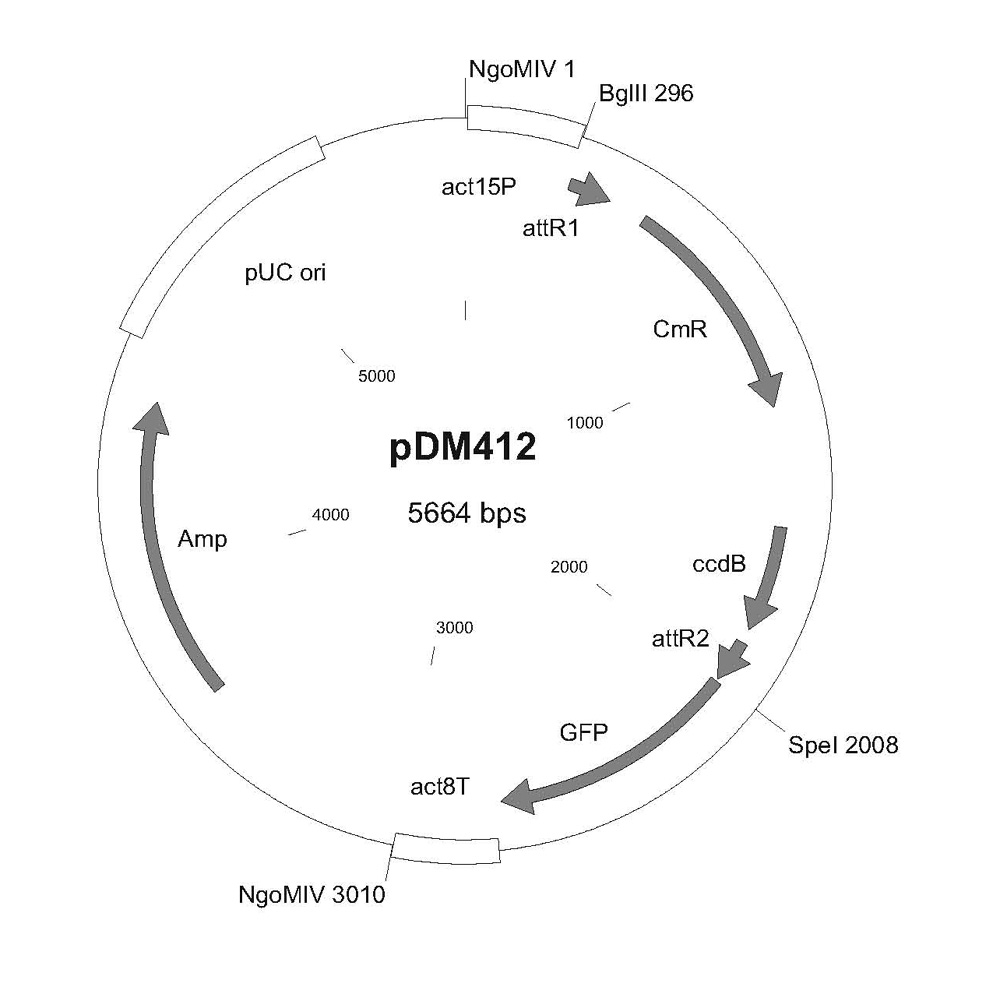 NgoMIV 1
BglII 296
act15P
attR1
pUC ori
CmR
5000
1000
pDM412
5664 bps
4000
Amp
2000
ccdB
3000
attR2
GFP
SpeI 2008
act8T
NgoMIV 3010